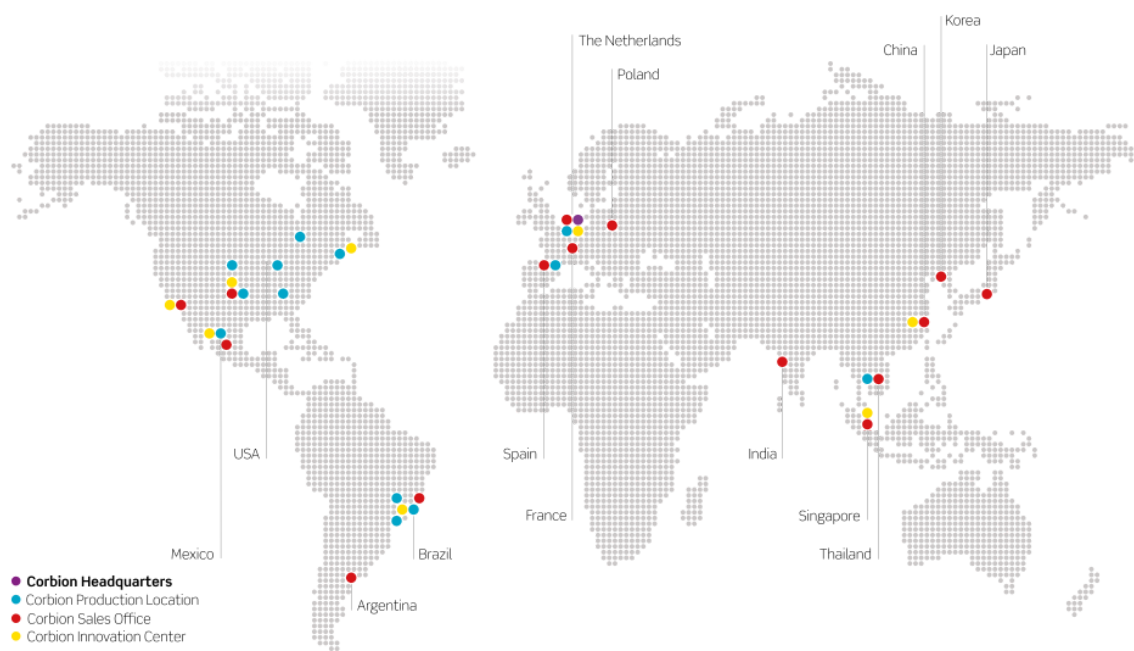 Korea
The Netherlands
China
Japan
Poland
USA
Spain
India
France
Singapore
Mexico
Brazil
Thailand
Corbion Headquarters
Corbion Production Location
Argentina
Corbion Sales Office
Corbion Innovation Center